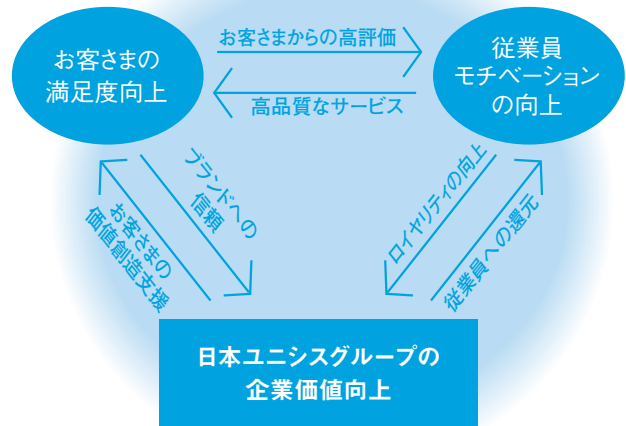 お客さまの
満足度向上
お客さまからの高評価
高品質なサービス
従業員
モチベーション
の向上
ブランドへの
信頼
お客さまの
価値創造支援
ロイヤリティの向上
従業員への還元
日本ユニシスグループの
企業価値向上